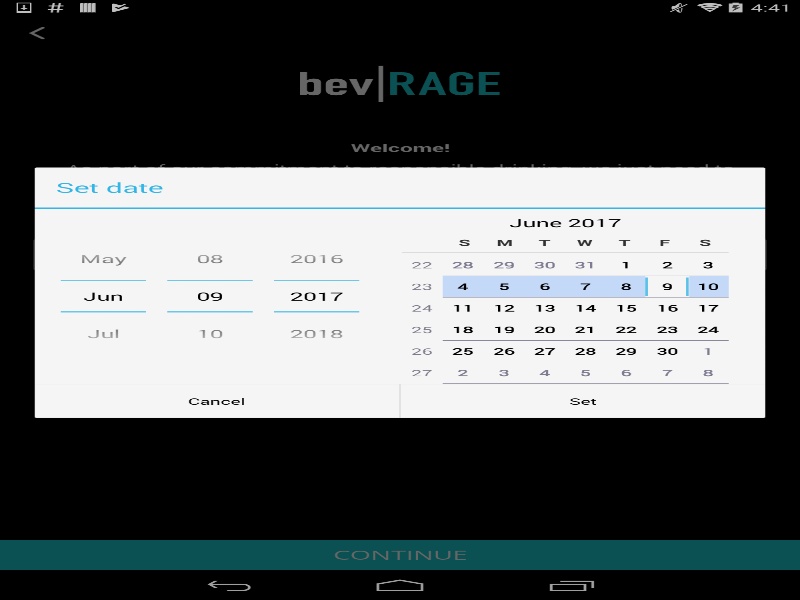 4:41
bev|RAGE
Welcome!
Set date
May 08 2016
Jun 09 2017
Jul 10 2018
June 2017
S M T W T F S
22 28 29 30 31 1 2 3
23 4 5 6 7 8 9 10
24 11 12 13 14 15 16 17
25 18 19 20 21 22 23 24
26 25 26 27 28 29 30 1
27 2 3 4 5 6 7 8
Cancel Set
CONTINUE